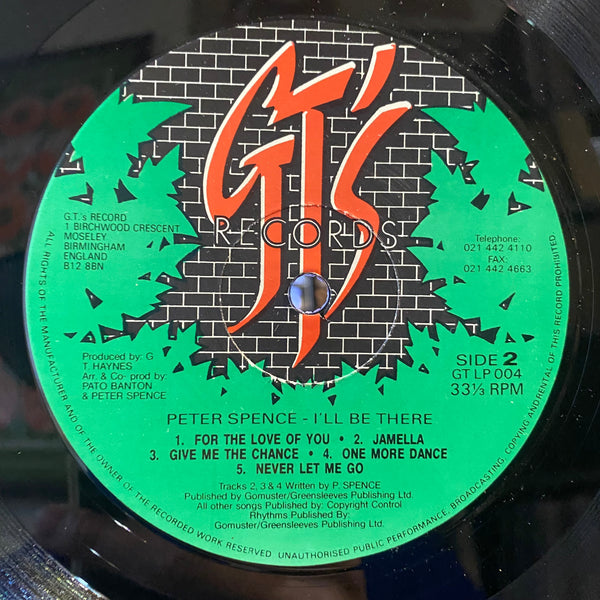 GT's
RECORDS
G.T.s RECORD
1 BIRCHWOOD CRESCENT
MOSELEY
BIRMINGHAM
ENGLAND
B12 8BN
Telephone:
021 442 4110
FAX:
021 442 4663
Produced by: G
T. HAYNES
Arr. & Co- prod by
PATO BANTON
& PETER SPENCE
SIDE 2
GT LP 004
33⅓ RPM
PETER SPENCE - I'LL BE THERE
1. FOR THE LOVE OF YOU • 2. JAMELLA
3. GIVE ME THE CHANCE • 4. ONE MORE DANCE
5. NEVER LET ME GO
Tracks 2, 3 & 4 Written by P. SPENCE
Published by Gomuster/Greensleeves Publishing Ltd.
All other songs Published by: Copyright Control
Rhythms Published By:
Gomuster/Greensleeves Publishing Ltd.
ALL RIGHTS OF THE MANUFACTURER AND OF THE OWNER OF THE RECORDED WORK RESERVED. UNAUTHORISED PUBLIC PERFORMANCE, BROADCASTING, COPYING AND RENTAL OF THIS RECORD PROHIBITED.